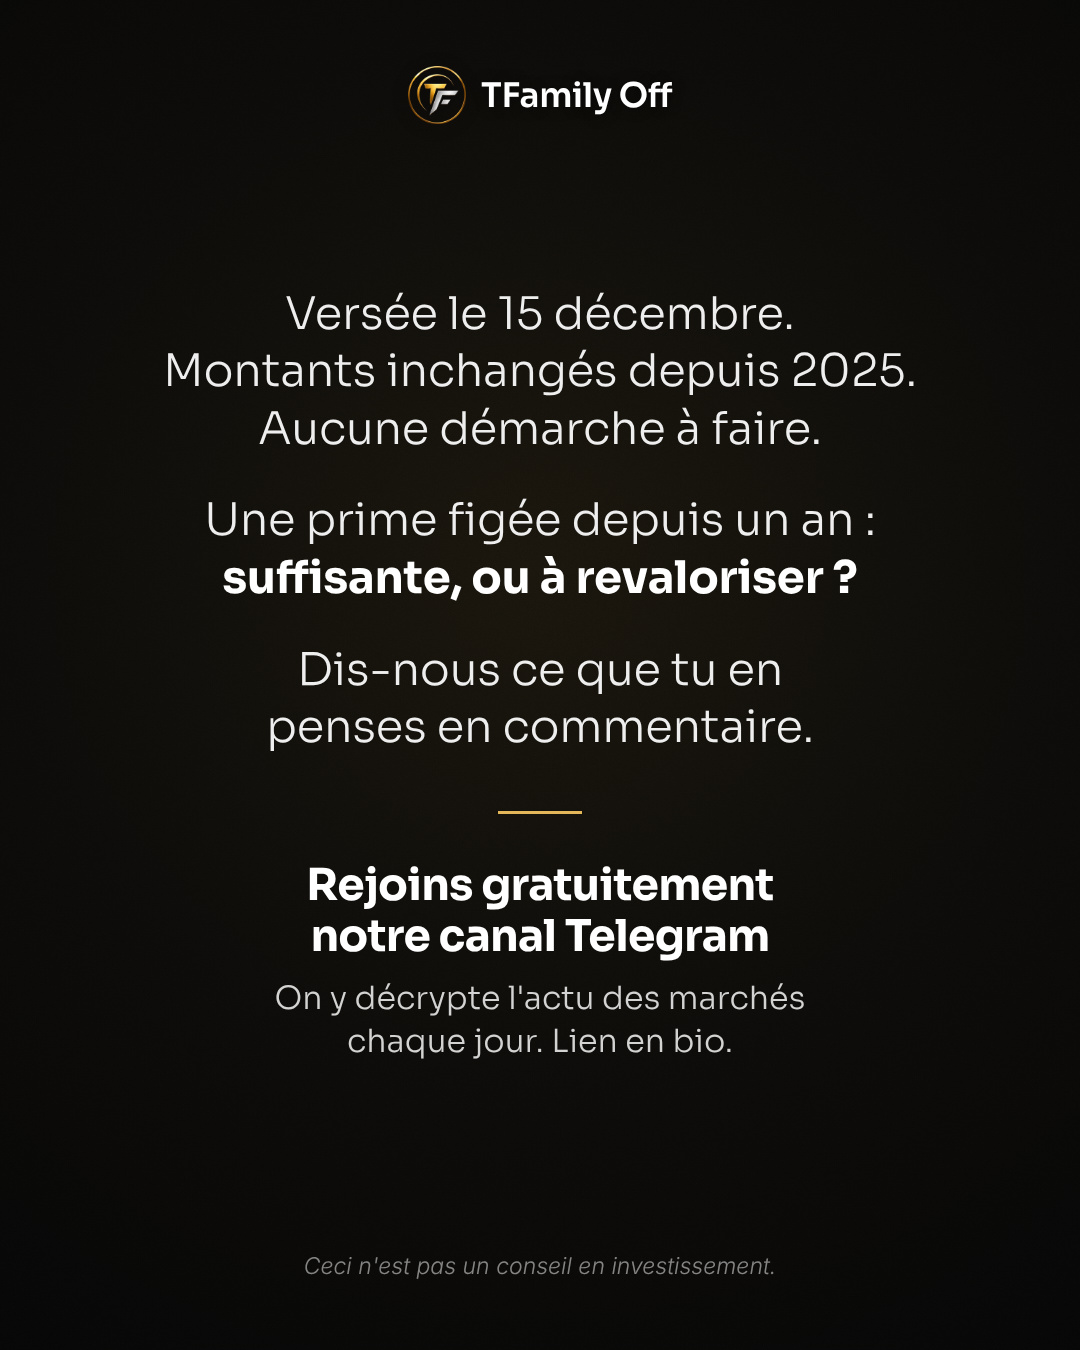 TF TFamily Off
Versée le 15 décembre.
Montants inchangés depuis 2025.
Aucune démarche à faire.
Une prime figée depuis un an :
suffisante, ou à revaloriser ?
Dis-nous ce que tu en
penses en commentaire.
Rejoins gratuitement
notre canal Telegram
On y décrypte l'actu des marchés
chaque jour. Lien en bio.
Ceci n'est pas un conseil en investissement.